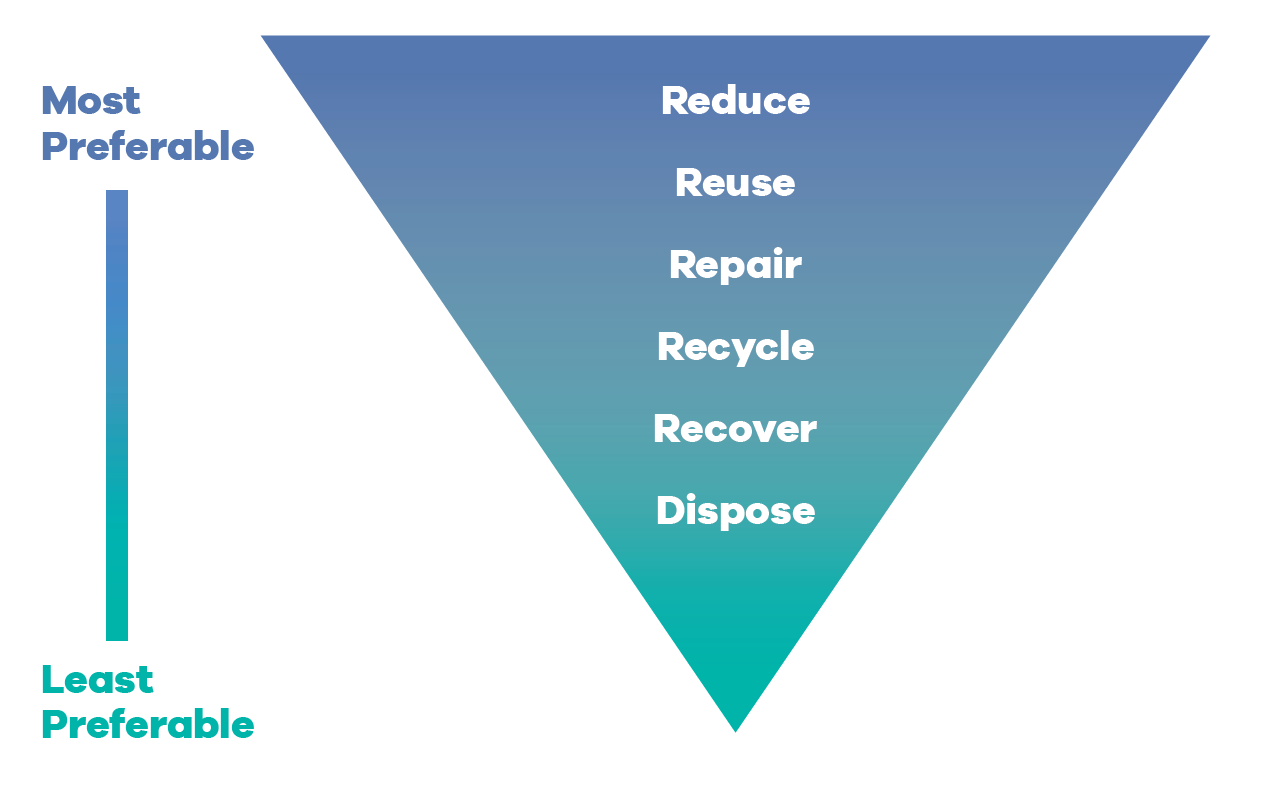 Most
Preferable
Reduce
Reuse
Repair
Recycle
Recover
Dispose
Least
Preferable